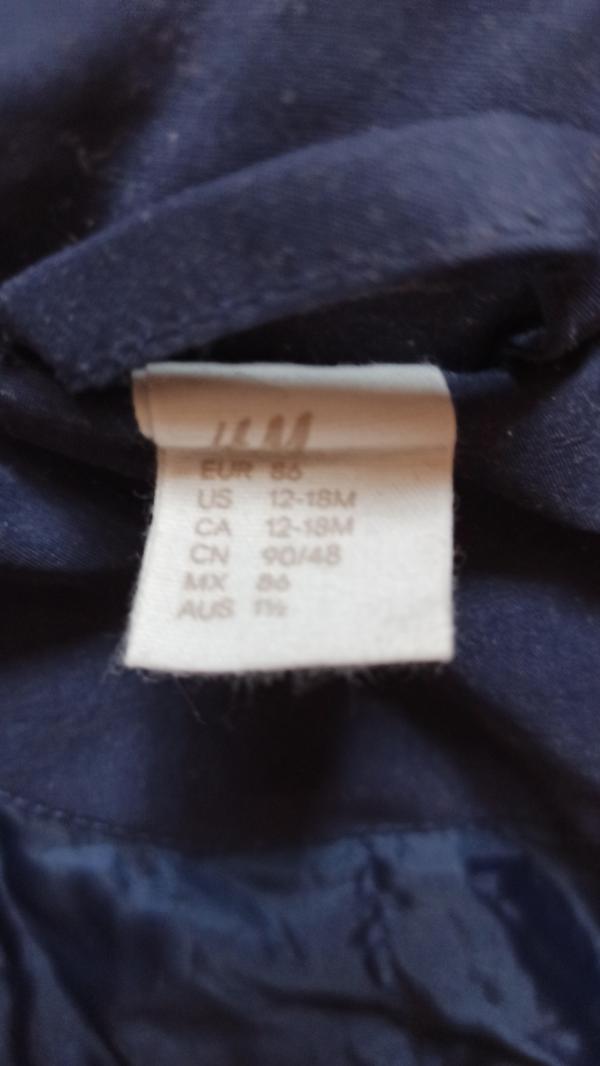 H&M
EUR 86
US 12-18M
CA 12-18M
CN 90/48
MX 86
AUS 1½